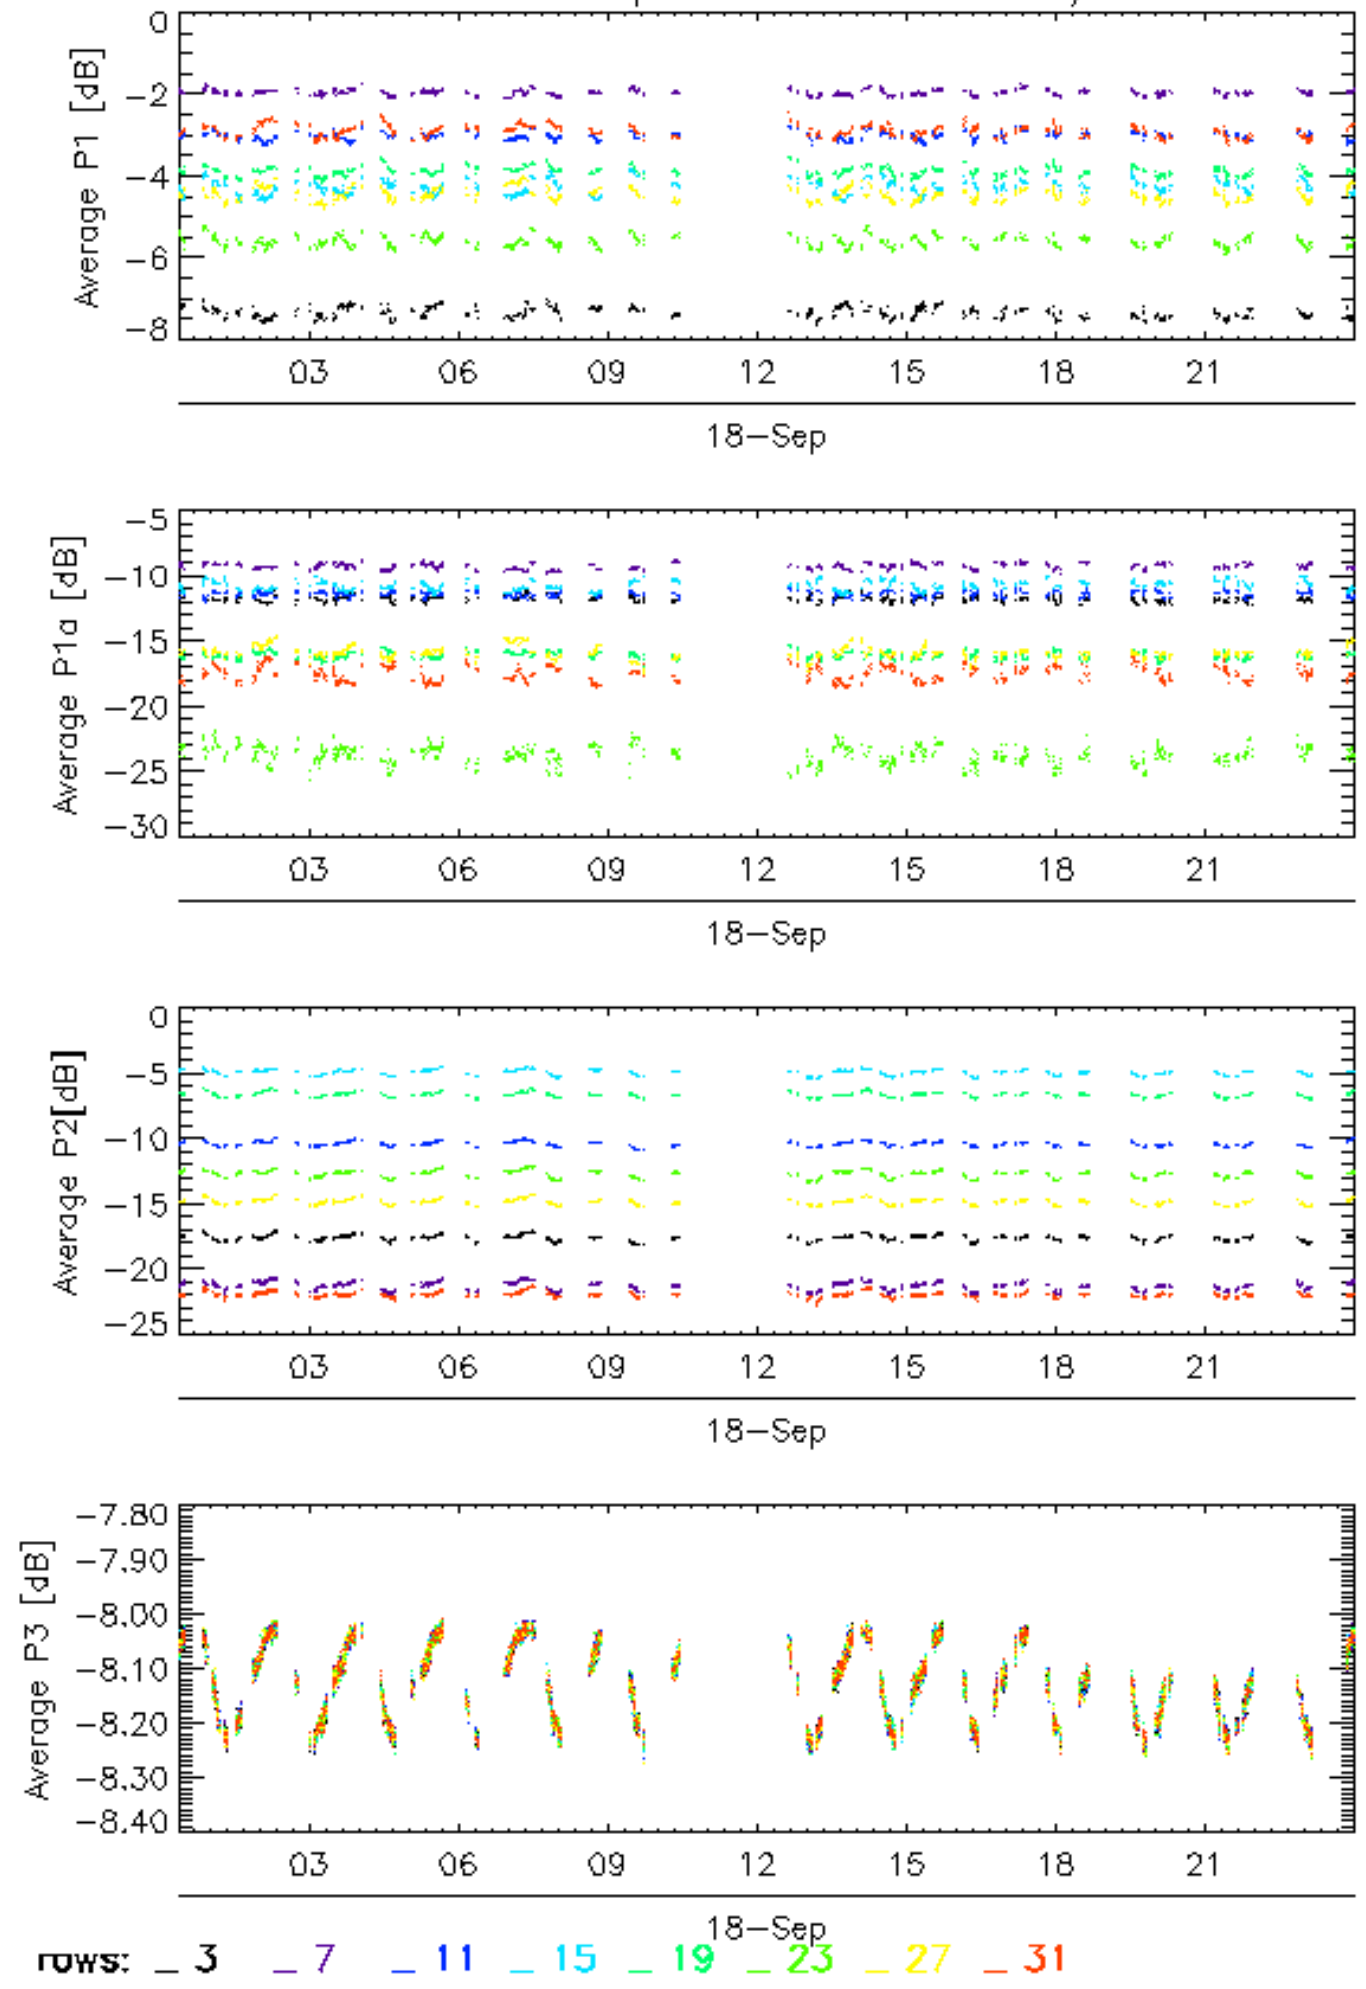 0
−2
−4
−6
−8
Average P1 [dB]
03 06 09 12 15 18 21
18−Sep
−5
−10
−15
−20
−25
−30
Average P1a [dB]
03 06 09 12 15 18 21
18−Sep
0
−5
−10
−15
−20
−25
Average P2[dB]
03 06 09 12 15 18 21
18−Sep
−7.80
−7.90
−8.00
−8.10
−8.20
−8.30
−8.40
Average P3 [dB]
03 06 09 12 15 18 21
18−Sep
rows: _ 3 _ 7 _ 11 _ 15 _ 19 _ 23 _ 27 _ 31